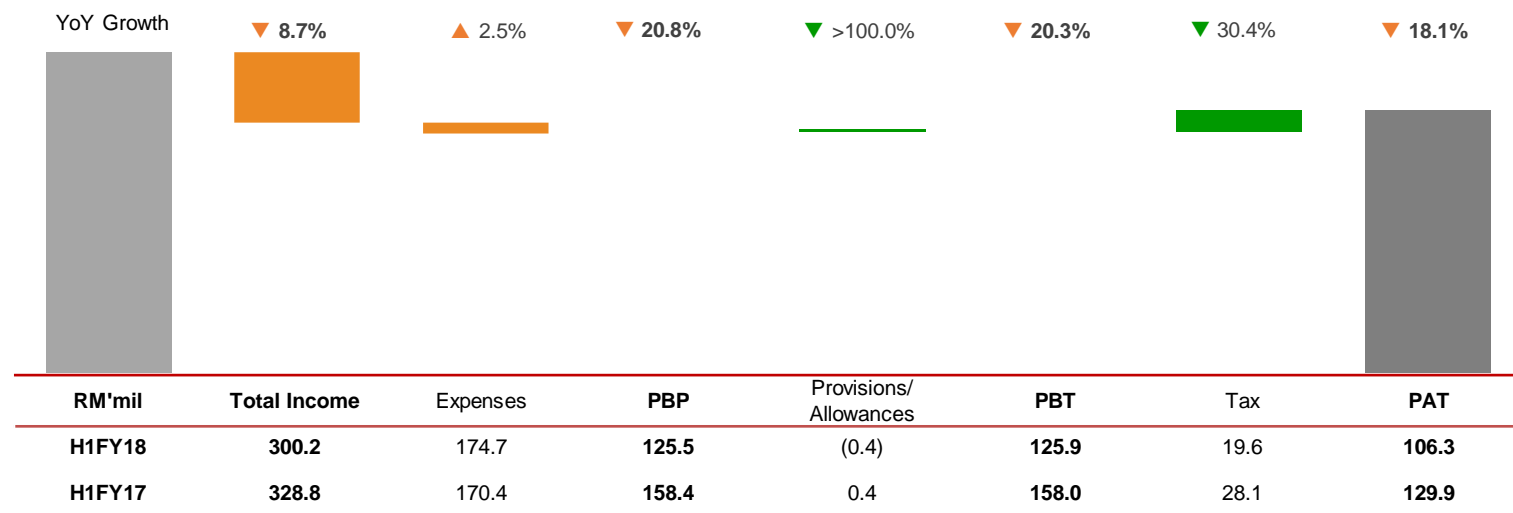 YoY Growth ▼ 8.7% ▲ 2.5% ▼ 20.8% ▼ >100.0% ▼ 20.3% ▼ 30.4% ▼ 18.1%
RM'mil Total Income Expenses PBP Provisions/ Allowances PBT Tax PAT
H1FY18 300.2 174.7 125.5 (0.4) 125.9 19.6 106.3
H1FY17 328.8 170.4 158.4 0.4 158.0 28.1 129.9